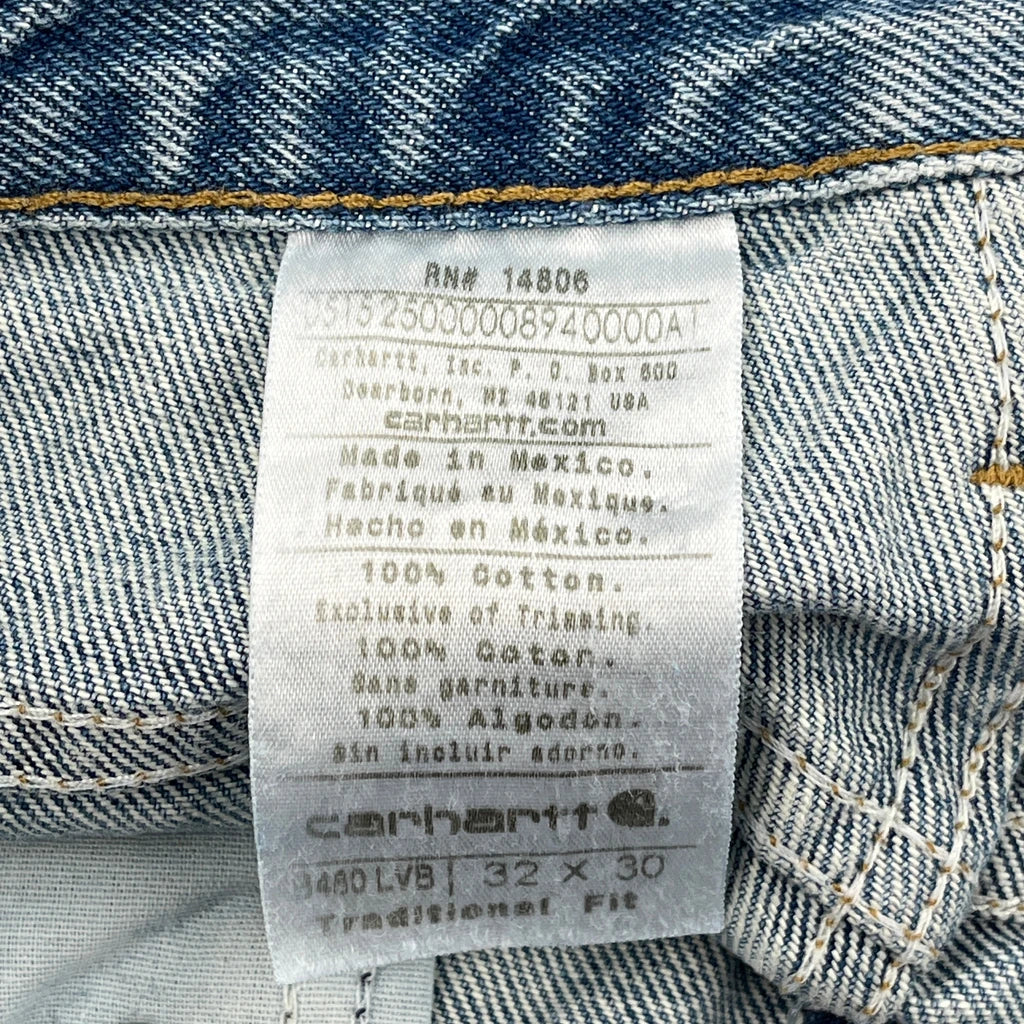 RN# 14806
Carhartt, Inc. P. O. Box 600
Dearborn, MI 48121 USA
carhartt.com
Made in Mexico.
Fabriqué au Mexique.
Hecho en México.
100% Cotton.
Exclusive of Trimming.
100% Coton.
Sans garniture.
100% Algodón.
Sin incluir adorno.
carhartt
LVB 32 X 30
Traditional Fit